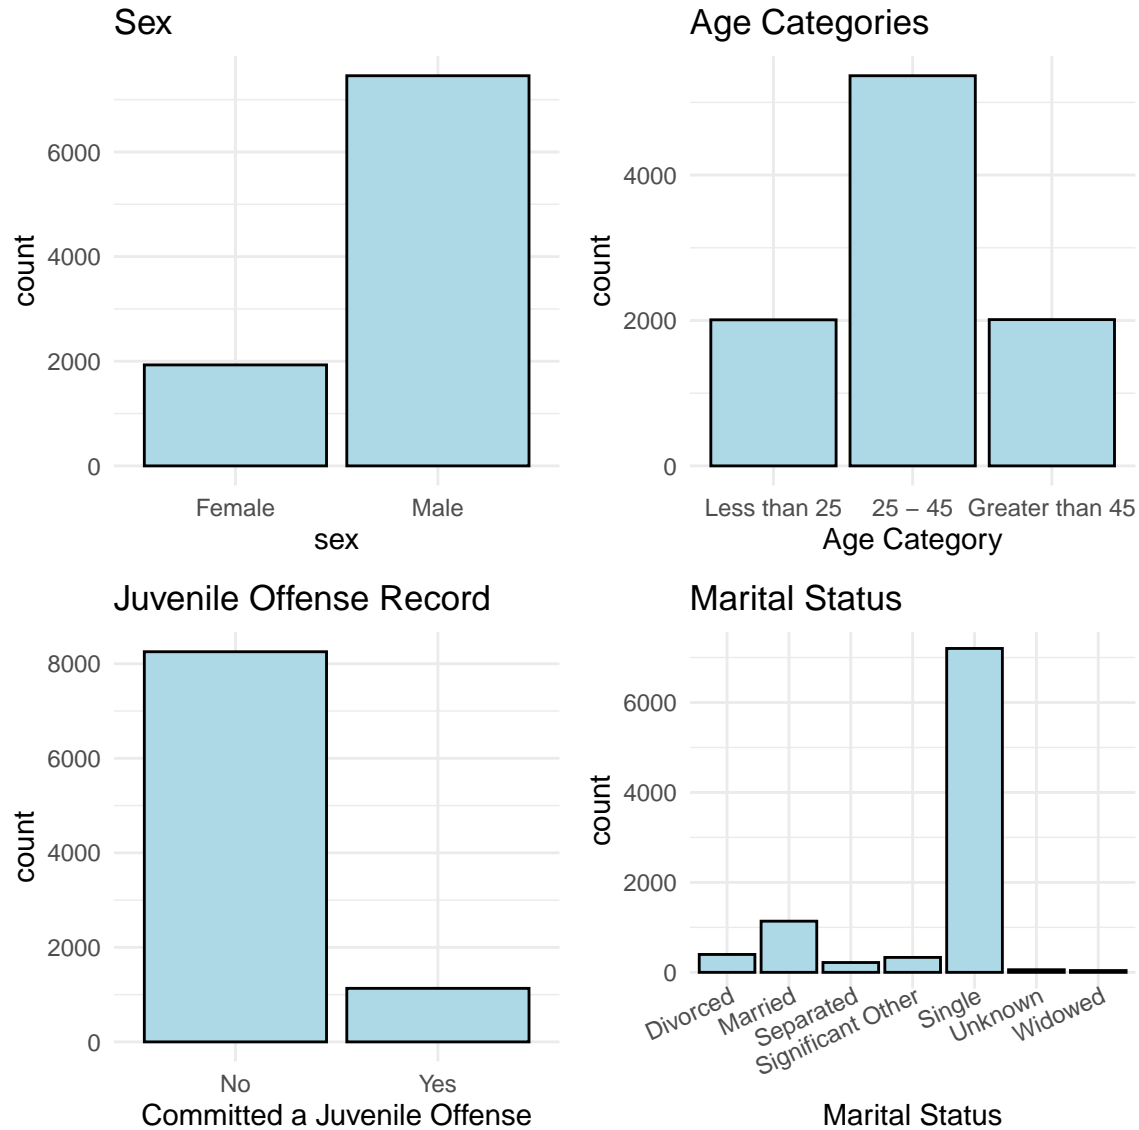 Sex
6000
4000
2000
0
count
Female
Male
sex
Age Categories
4000
2000
0
count
Less than 25
25 – 45
Greater than 45
Age Category
Juvenile Offense Record
8000
6000
4000
2000
0
count
No
Yes
Committed a Juvenile Offense
Marital Status
6000
4000
2000
0
count
Divorced
Married
Separated
Significant Other
Single
Unknown
Widowed
Marital Status